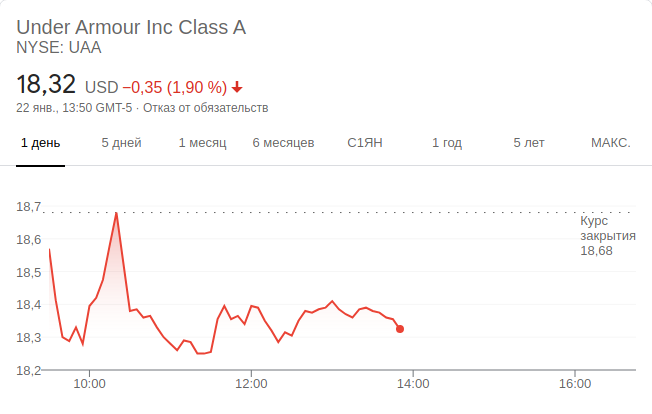 Under Armour Inc Class A
NYSE: UAA
18,32 USD −0,35 (1,90 %)
22 янв., 13:50 GMT-5 · Отказ от обязательств
1 день 5 дней 1 месяц 6 месяцев С1ЯН 1 год 5 лет МАКС.
18,7
Курс
закрытия
18,68
18,6
18,5
18,4
18,3
18,2
10:00 12:00 14:00 16:00